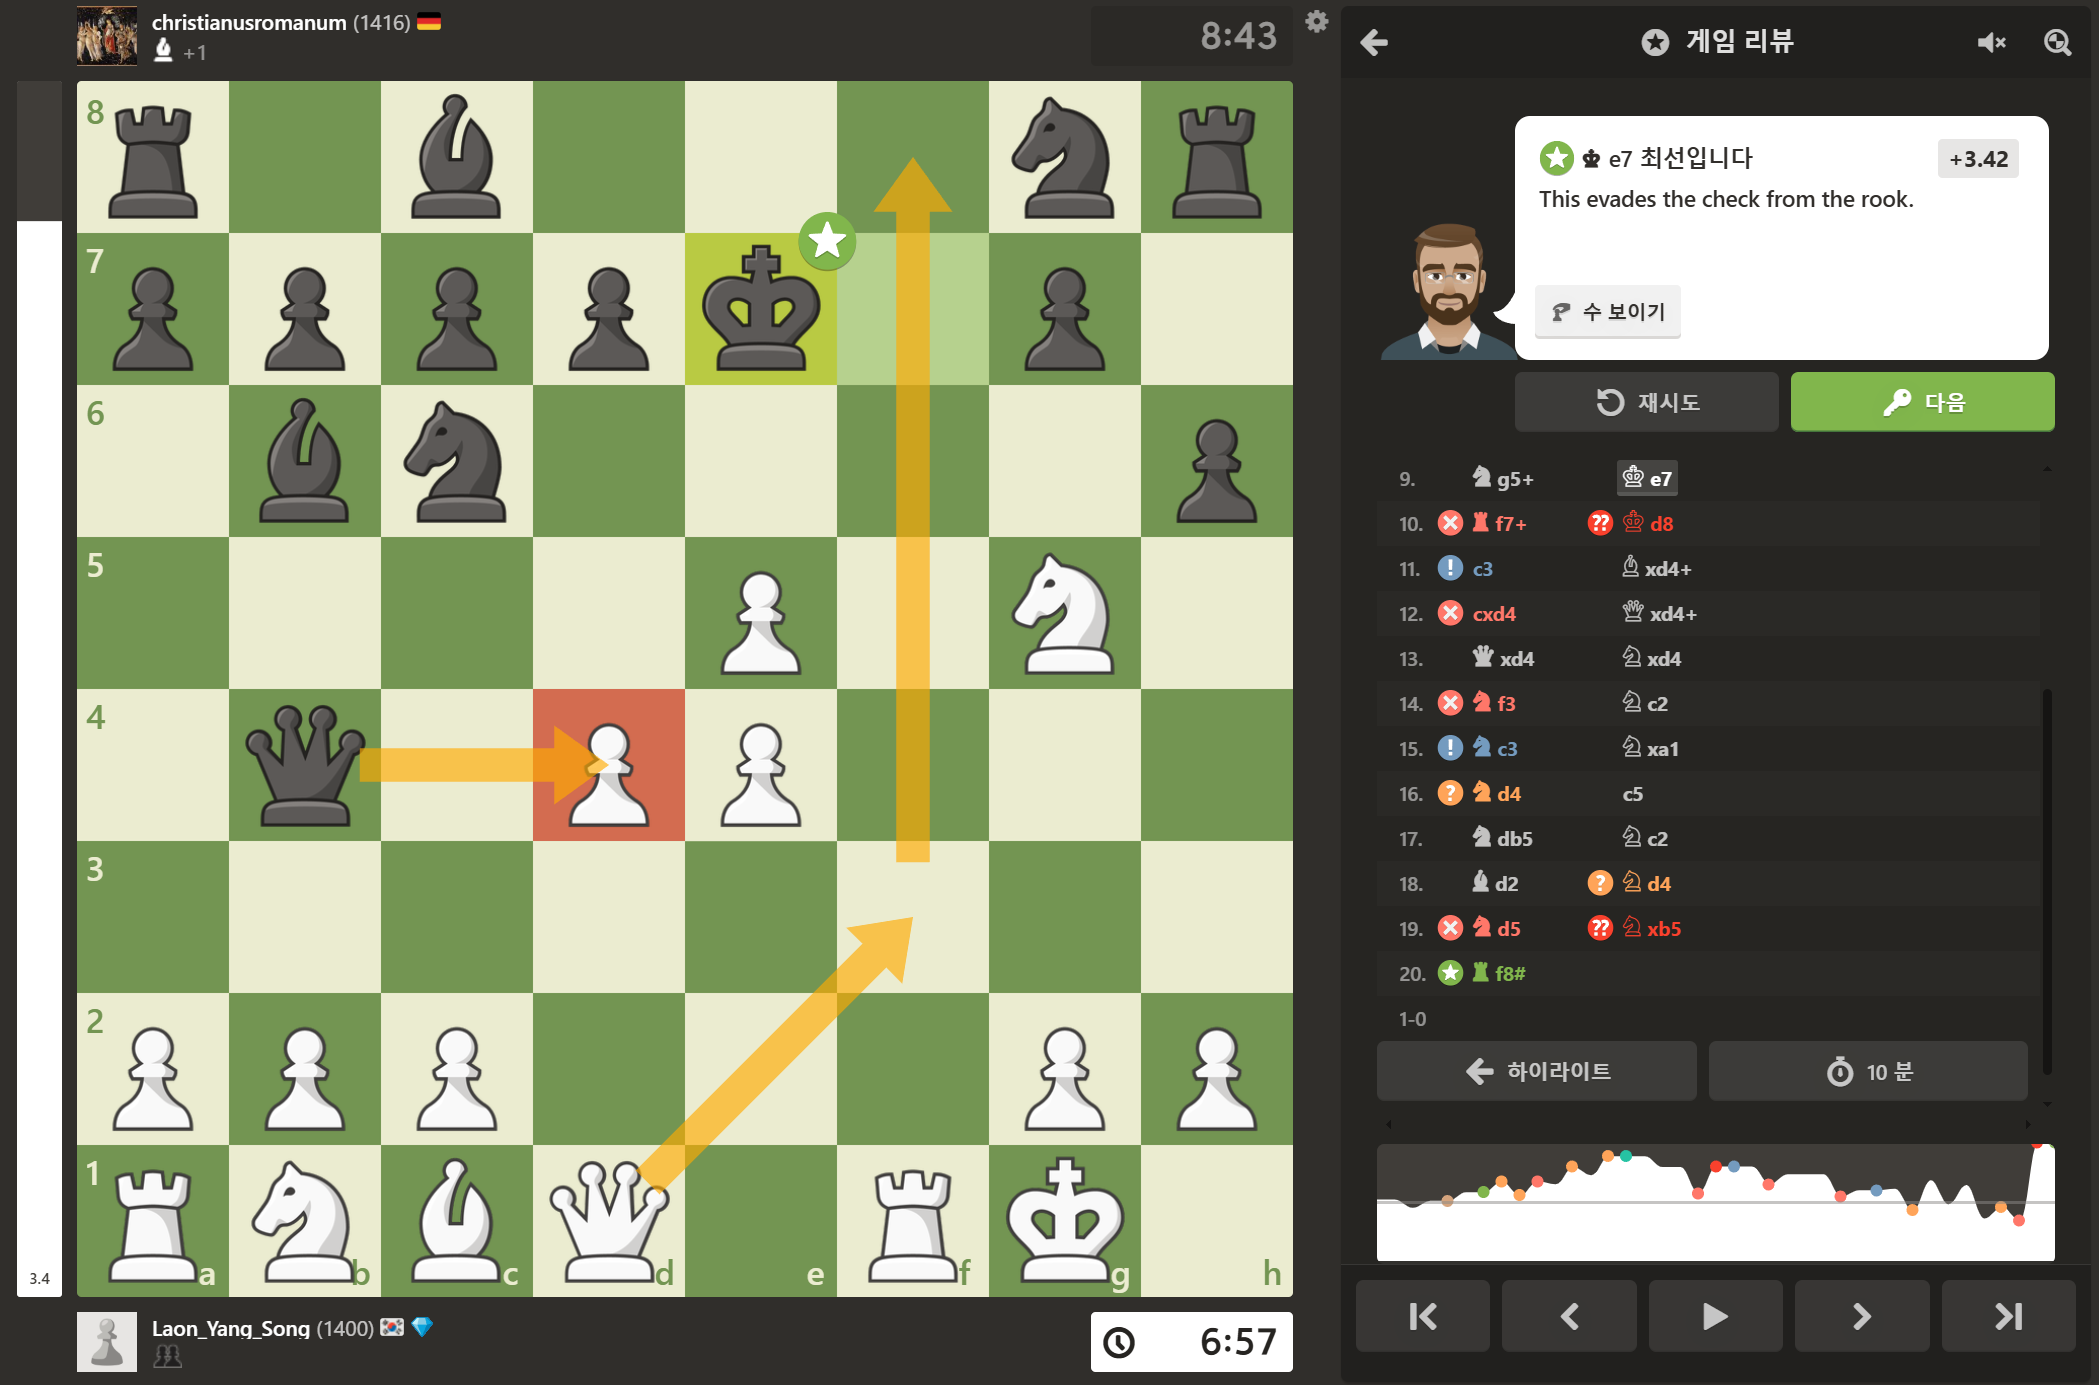 christianusromanum (1416)
+1
8:43
8
7
6
5
4
3
2
1
a
b
c
d
e
f
g
h
3.4
Laon_Yang_Song (1400)
6:57
게임 리뷰
e7 최선입니다
+3.42
This evades the check from the rook.
수 보이기
재시도
다음
9. g5+ e7
10. f7+ ?? d8
11. ! c3 xd4+
12. cxd4 xd4+
13. xd4 xd4
14. f3 c2
15. ! c3 xa1
16. ? d4 c5
17. db5 c2
18. d2 ? d4
19. d5 ?? xb5
20. f8#
1-0
하이라이트
10 분